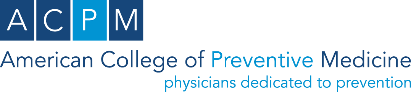 ACPM
American College of Preventive Medicine
physicians dedicated to prevention